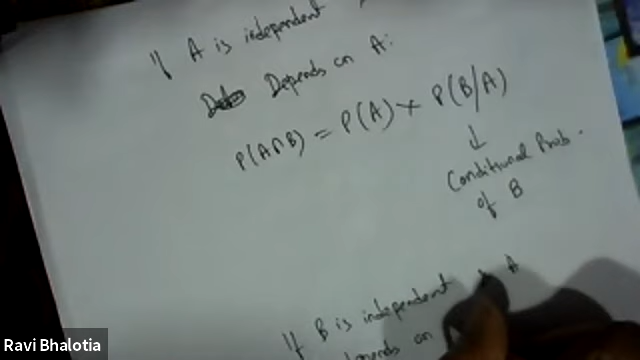 If A is independent
Depends on A:
P(A∩B) = P(A) × P(B/A)
↓
Conditional Prob.
of B
If B is independent & A
depends on
Ravi Bhalotia